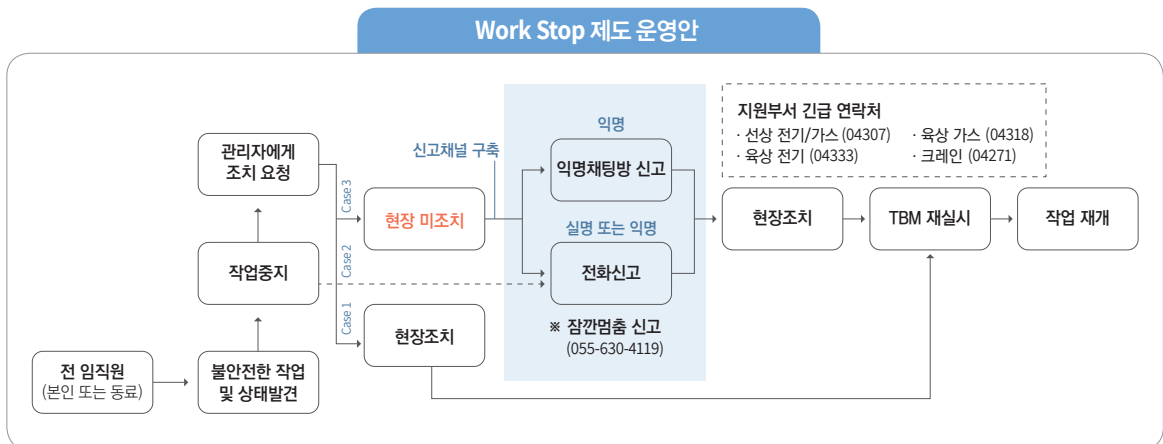 Work Stop 제도 운영안
지원부서 긴급 연락처
· 선상 전기/가스 (04307)
· 육상 가스 (04318)
· 육상 전기 (04333)
· 크레인 (04271)
관리자에게
조치 요청
신고채널 구축
익명
익명채팅방 신고
Case 3
현장 미조치
현장조치
TBM 재실시
작업 재개
실명 또는 익명
작업중지
Case 2
전화신고
Case 1
현장조치
※ 잠깐멈춤 신고
(055-630-4119)
전 임직원
(본인 또는 동료)
불안전한 작업
및 상태발견